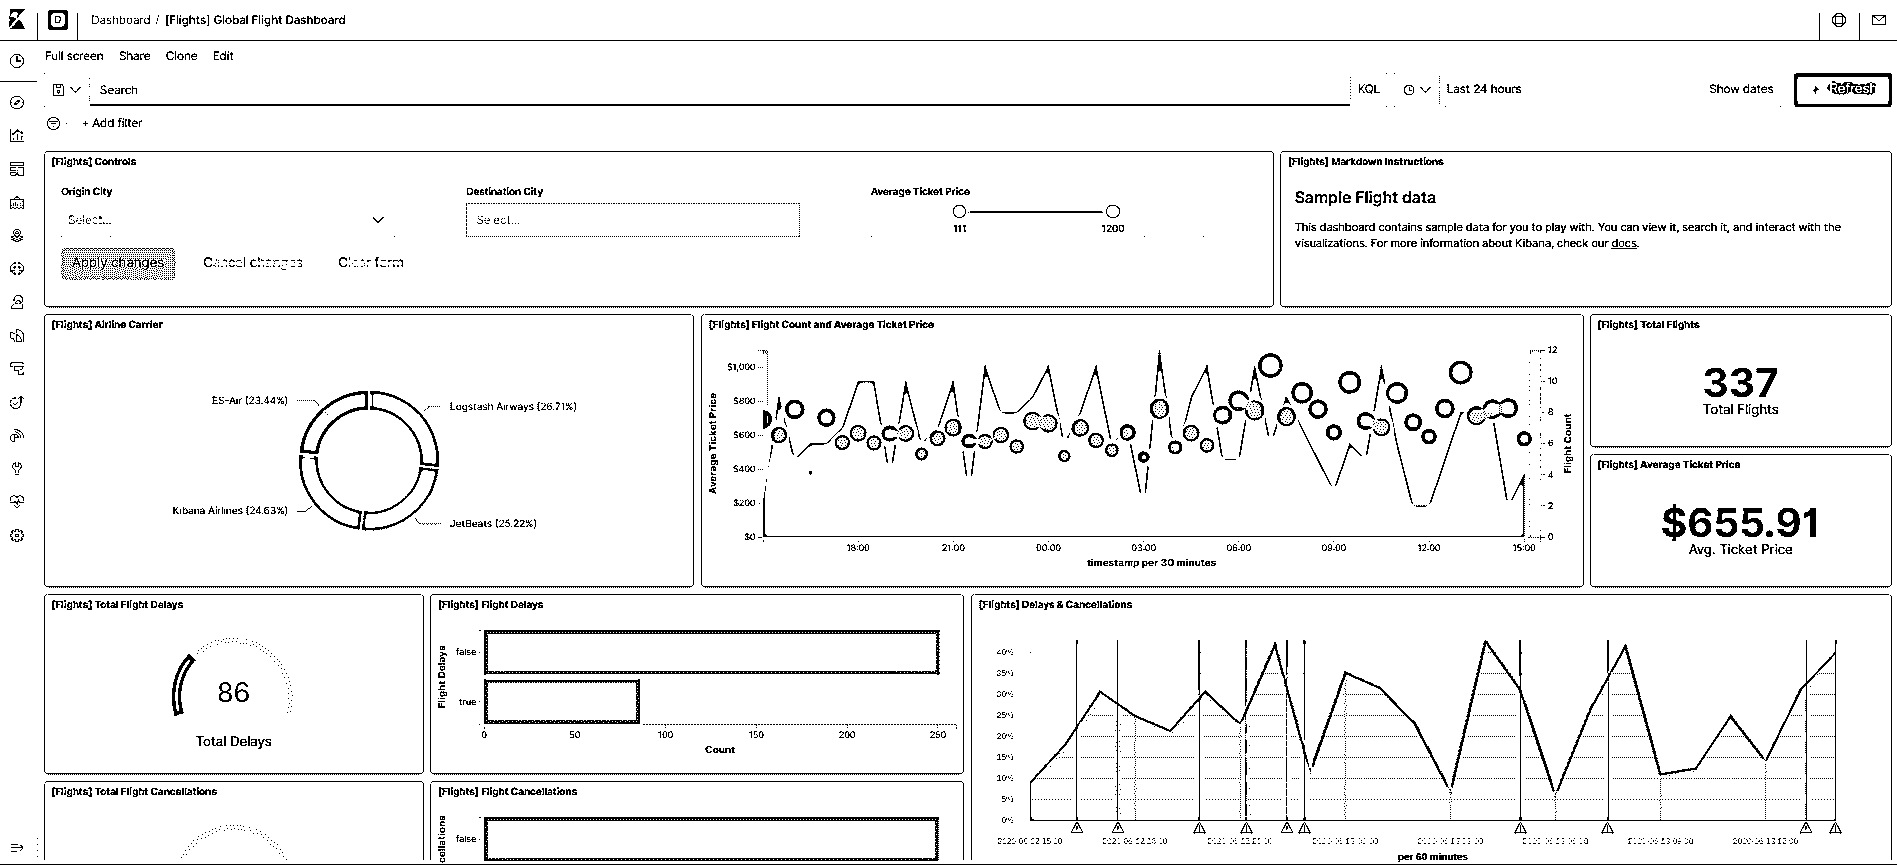 D Dashboard / [Flights] Global Flight Dashboard
Full screen Share Clone Edit
Search KQL Last 24 hours Show dates Refresh
+ Add filter
[Flights] Controls
Origin City Destination City Average Ticket Price
Select... Select...
111 1200
Apply changes Cancel changes Clear form
[Flights] Markdown Instructions
Sample Flight data
This dashboard contains sample data for you to play with. You can view it, search it, and interact with the
visualizations. For more information about Kibana, check our docs.
[Flights] Airline Carrier
ES-Air (23.44%)
Logstash Airways (26.71%)
Kibana Airlines (24.63%)
JetBeats (25.22%)
[Flights] Flight Count and Average Ticket Price
Average Ticket Price
$1,000
$800
$600
$400
$200
$0
12
10
8
6
4
2
0
Flight Count
18:00 21:00 00:00 03:00 06:00 09:00 12:00 15:00
timestamp per 30 minutes
[Flights] Total Flights
337
Total Flights
[Flights] Average Ticket Price
$655.91
Avg. Ticket Price
[Flights] Total Flight Delays
86
Total Delays
[Flights] Flight Delays
Flight Delays
false
true
0 50 100 150 200 250
Count
[Flights] Delays & Cancellations
40%
35%
30%
25%
20%
15%
10%
5%
0%
per 60 minutes
[Flights] Total Flight Cancellations
[Flights] Flight Cancellations
false